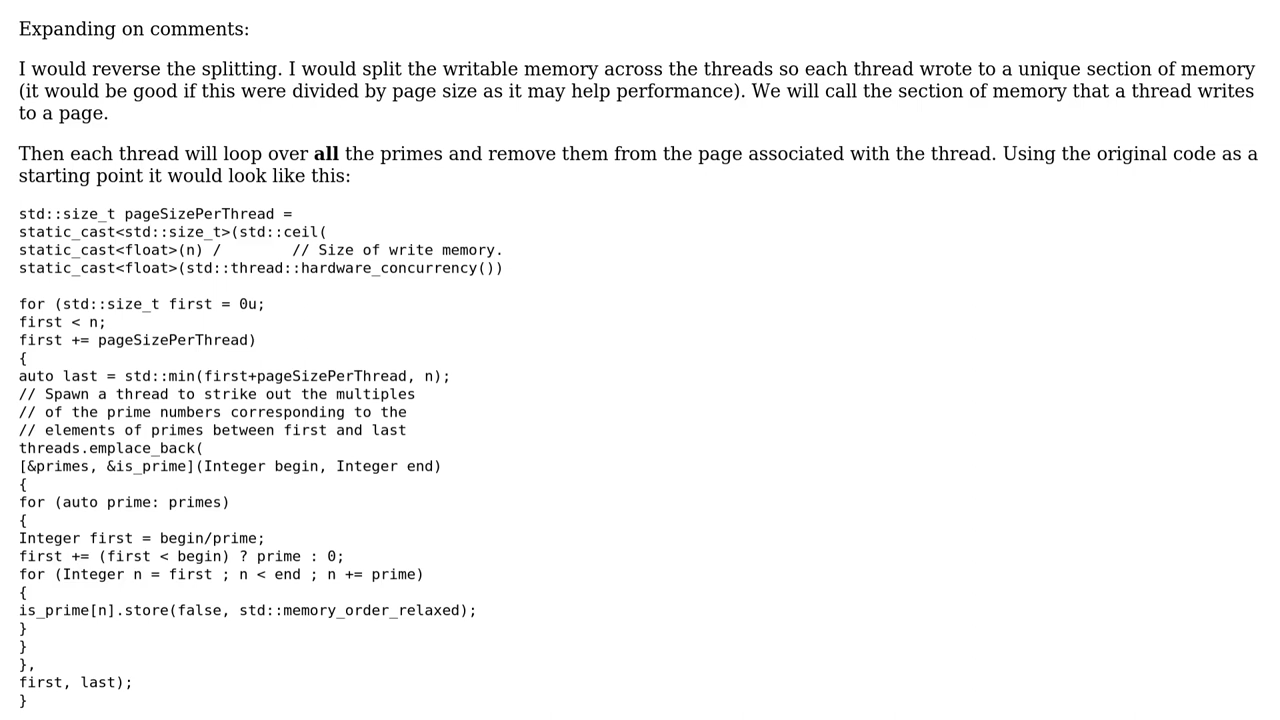 Expanding on comments:
I would reverse the splitting. I would split the writable memory across the threads so each thread wrote to a unique section of memory
(it would be good if this were divided by page size as it may help performance). We will call the section of memory that a thread writes
to a page.
Then each thread will loop over all the primes and remove them from the page associated with the thread. Using the original code as a
starting point it would look like this:
std::size_t pageSizePerThread =
static_cast<std::size_t>(std::ceil(
static_cast<float>(n) /        // Size of write memory.
static_cast<float>(std::thread::hardware_concurrency())
for (std::size_t first = 0u;
first < n;
first += pageSizePerThread)
{
auto last = std::min(first+pageSizePerThread, n);
// Spawn a thread to strike out the multiples
// of the prime numbers corresponding to the
// elements of primes between first and last
threads.emplace_back(
[&primes, &is_prime](Integer begin, Integer end)
{
for (auto prime: primes)
{
Integer first = begin/prime;
first += (first < begin) ? prime : 0;
for (Integer n = first ; n < end ; n += prime)
{
is_prime[n].store(false, std::memory_order_relaxed);
}
}
},
first, last);
}